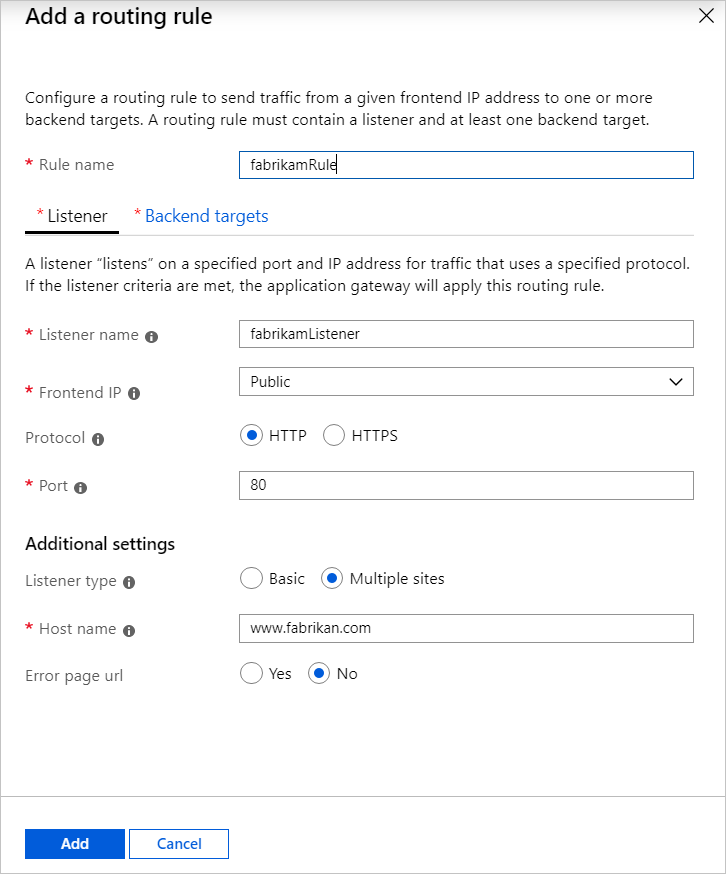 Add a routing rule
Configure a routing rule to send traffic from a given frontend IP address to one or more
backend targets. A routing rule must contain a listener and at least one backend target.
* Rule name fabrikamRule
* Listener * Backend targets
A listener “listens” on a specified port and IP address for traffic that uses a specified protocol.
If the listener criteria are met, the application gateway will apply this routing rule.
* Listener name fabrikamListener
* Frontend IP Public
Protocol HTTP HTTPS
* Port 80
Additional settings
Listener type Basic Multiple sites
* Host name www.fabrikan.com
Error page url Yes No
Add Cancel